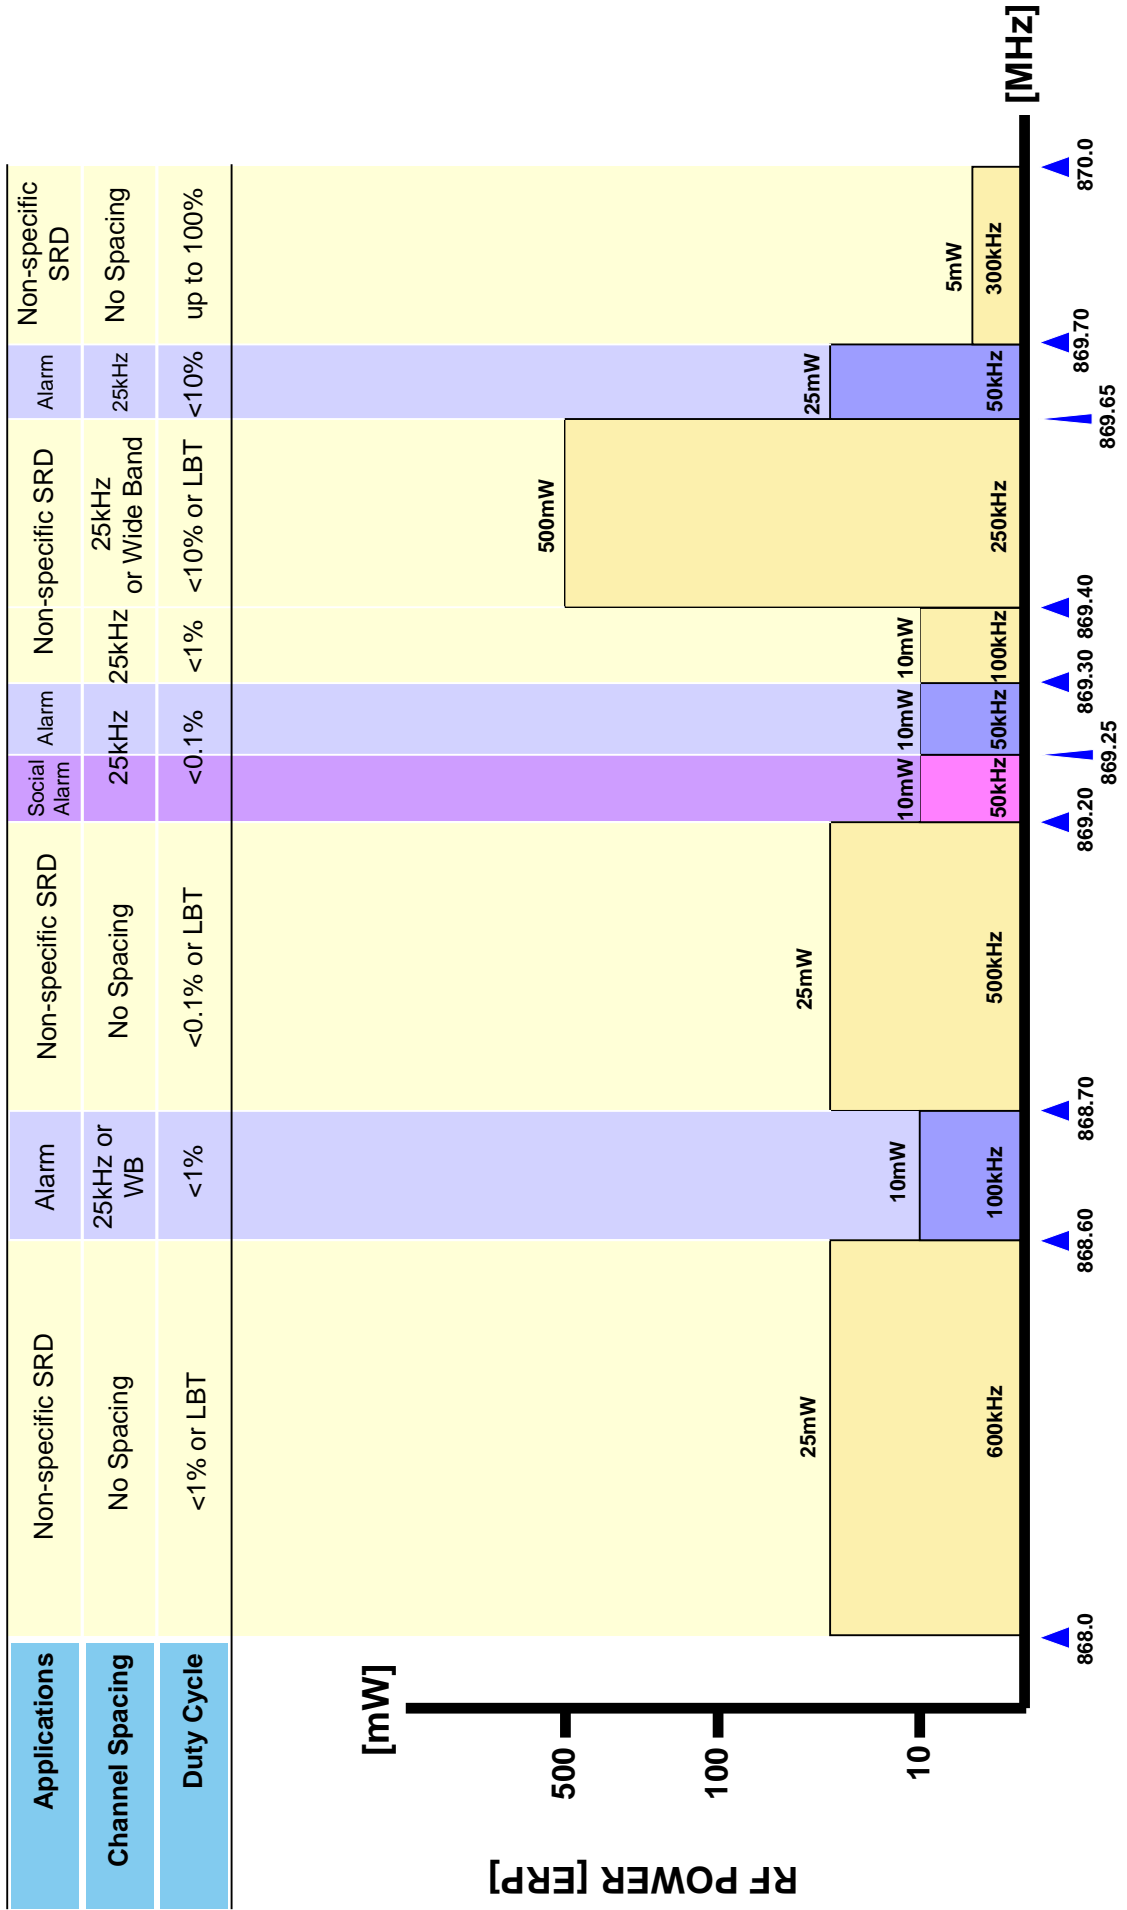 Applications
Non-specific SRD
Alarm
Non-specific SRD
Social
Alarm
Alarm
Non-specific SRD
Alarm
Non-specific
SRD
Channel Spacing
No Spacing
25kHz or
WB
No Spacing
25kHz
25kHz
25kHz
or Wide Band
25kHz
No Spacing
Duty Cycle
<1% or LBT
<1%
<0.1% or LBT
<0.1%
<1%
<10% or LBT
<10%
up to 100%
[mW]
RF POWER [ERP]
500
100
10
25mW
10mW
25mW
10mW
10mW
10mW
500mW
25mW
5mW
600kHz
100kHz
500kHz
50kHz
50kHz
100kHz
250kHz
50kHz
300kHz
[MHz]
868.0
868.60
868.70
869.20
869.25
869.30
869.40
869.65
869.70
870.0